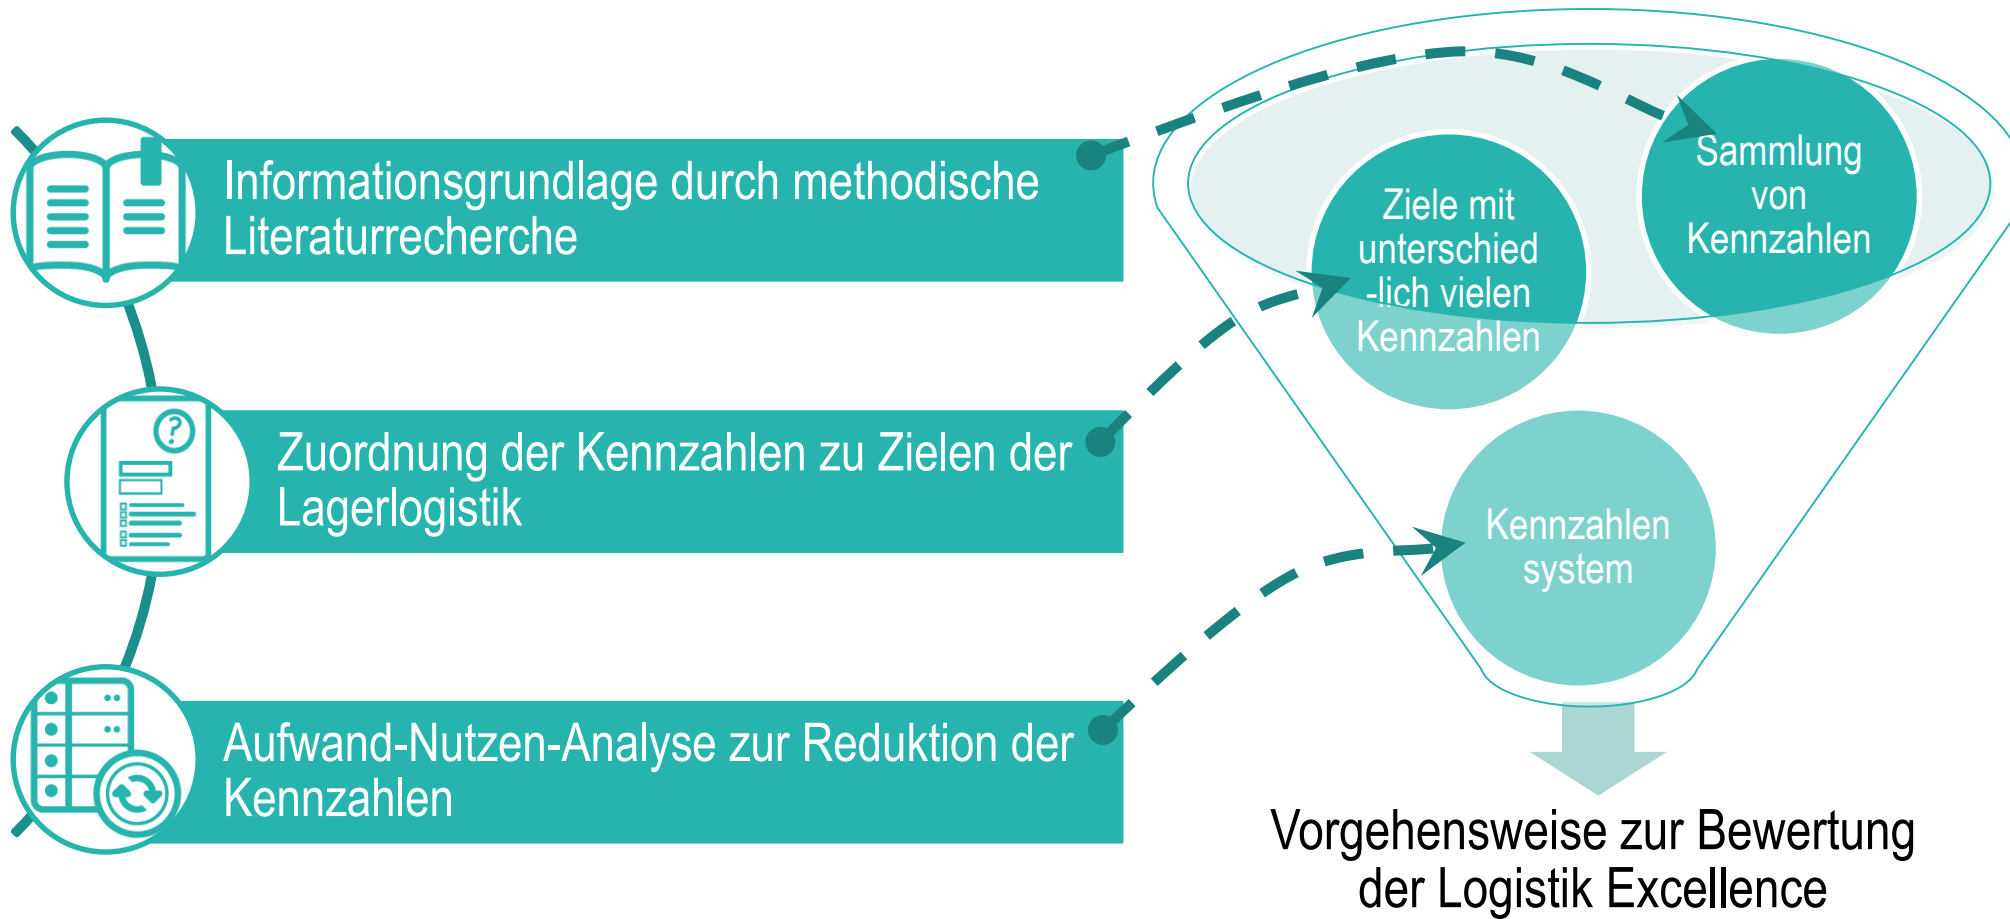 Informationsgrundlage durch methodische
Literaturrecherche
Zuordnung der Kennzahlen zu Zielen der
Lagerlogistik
?
Aufwand-Nutzen-Analyse zur Reduktion der
Kennzahlen
Sammlung
von
Kennzahlen
Ziele mit
unterschied
-lich vielen
Kennzahlen
Kennzahlen
system
Vorgehensweise zur Bewertung
der Logistik Excellence